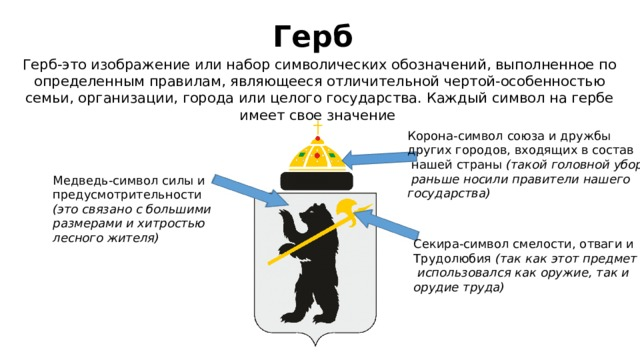 Герб
Герб-это изображение или набор символических обозначений, выполненное по
определенным правилам, являющееся отличительной чертой-особенностью
семьи, организации, города или целого государства. Каждый символ на гербе
имеет свое значение
Корона-символ союза и дружбы
других городов, входящих в состав
нашей страны (такой головной убор
раньше носили правители нашего
государства)
Медведь-символ силы и
предусмотрительности
(это связано с большими
размерами и хитростью
лесного жителя)
Секира-символ смелости, отваги и
Трудолюбия (так как этот предмет
использовался как оружие, так и
орудие труда)